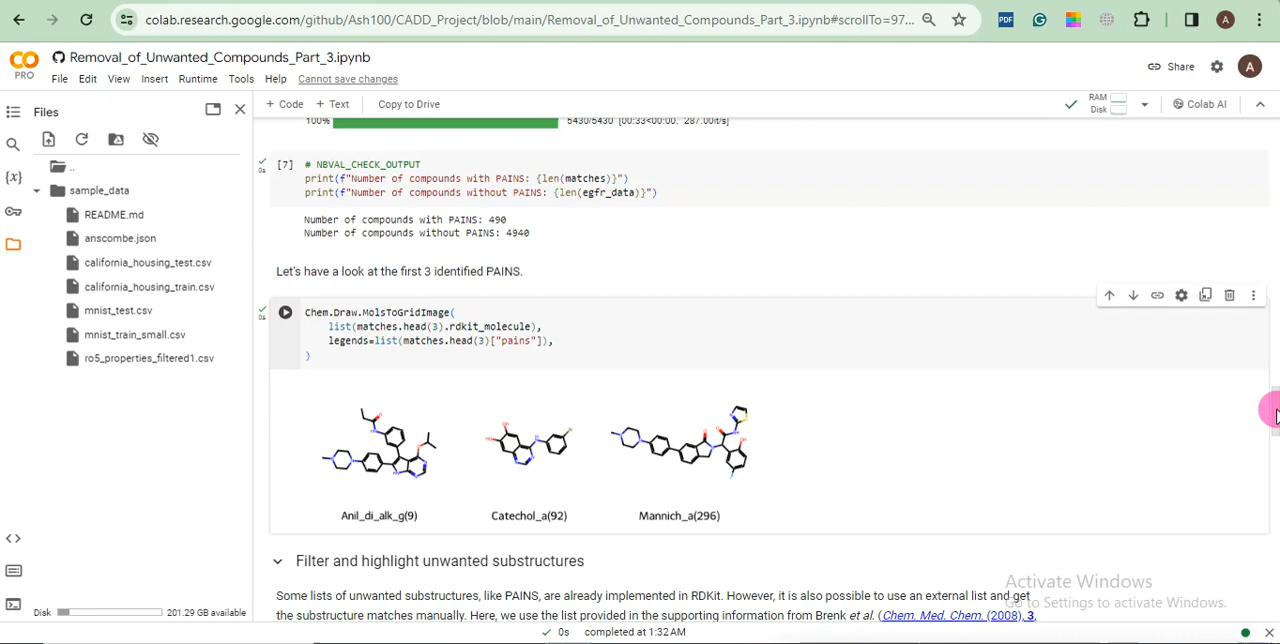 colab.research.google.com/github/Ash100/CADD_Project/blob/main/Removal_of_Unwanted_Compounds_Part_3.ipynb#scrollTo=97...
PDF
A
CO
PRO
Removal_of_Unwanted_Compounds_Part_3.ipynb
File Edit View Insert Runtime Tools Help Cannot save changes
Share
A
Files
+ Code + Text Copy to Drive
RAM
Disk
Colab AI
..
sample_data
README.md
anscombe.json
california_housing_test.csv
california_housing_train.csv
mnist_test.csv
mnist_train_small.csv
ro5_properties_filtered1.csv
{x}
100% 5430/5430 [00:33<00:00, 287.00it/s]
0s
[7] # NBVAL_CHECK_OUTPUT
print(f"Number of compounds with PAINS: {len(matches)}")
print(f"Number of compounds without PAINS: {len(egfr_data)}")
Number of compounds with PAINS: 490
Number of compounds without PAINS: 4940
Let's have a look at the first 3 identified PAINS.
0s
Chem.Draw.MolsToGridImage(
list(matches.head(3).rdkit_molecule),
legends=list(matches.head(3)["pains"]),
)
Anil_di_alk_g(9) Catechol_a(92) Mannich_a(296)
Filter and highlight unwanted substructures
Some lists of unwanted substructures, like PAINS, are already implemented in RDKit. However, it is also possible to use an external list and get
the substructure matches manually. Here, we use the list provided in the supporting information from Brenk et al. (Chem. Med. Chem. (2008), 3,
Activate Windows
Go to Settings to activate Windows.
Disk 201.29 GB available
0s completed at 1:32 AM